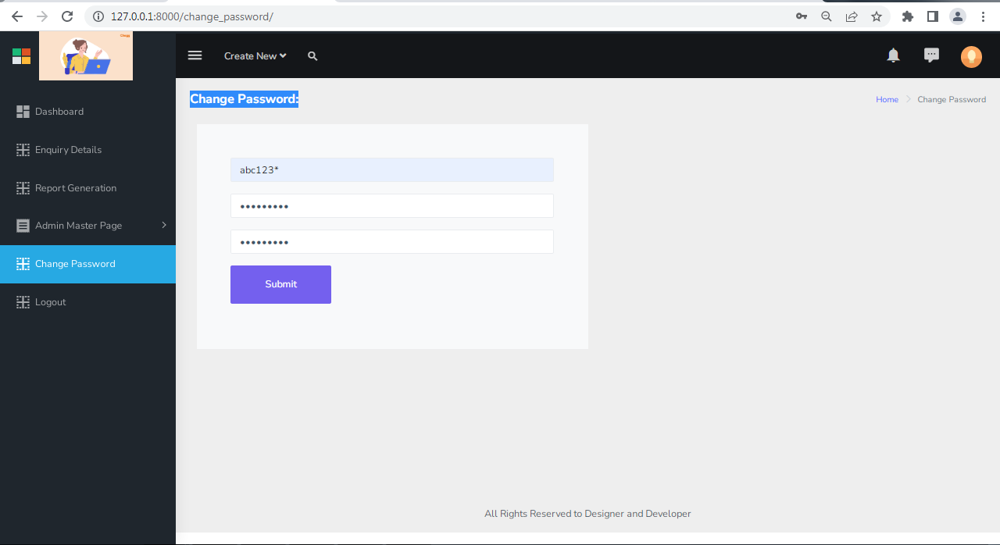 127.0.0.1:8000/change_password/
Create New
Change Password:
Home > Change Password
Dashboard
Enquiry Details
Report Generation
Admin Master Page
Change Password
Logout
abc123*
•••••••••
•••••••••
Submit
All Rights Reserved to Designer and Developer